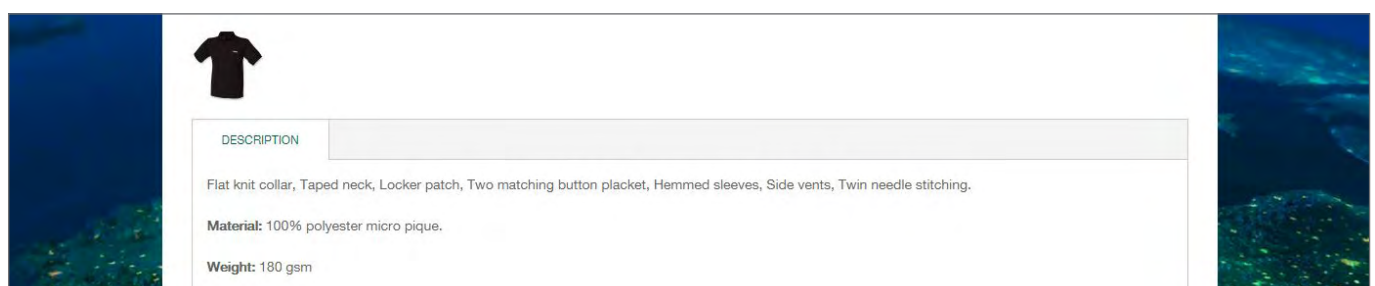 DESCRIPTION
Flat knit collar, Taped neck, Locker patch, Two matching button placket, Hemmed sleeves, Side vents, Twin needle stitching.
Material: 100% polyester micro pique.
Weight: 180 gsm